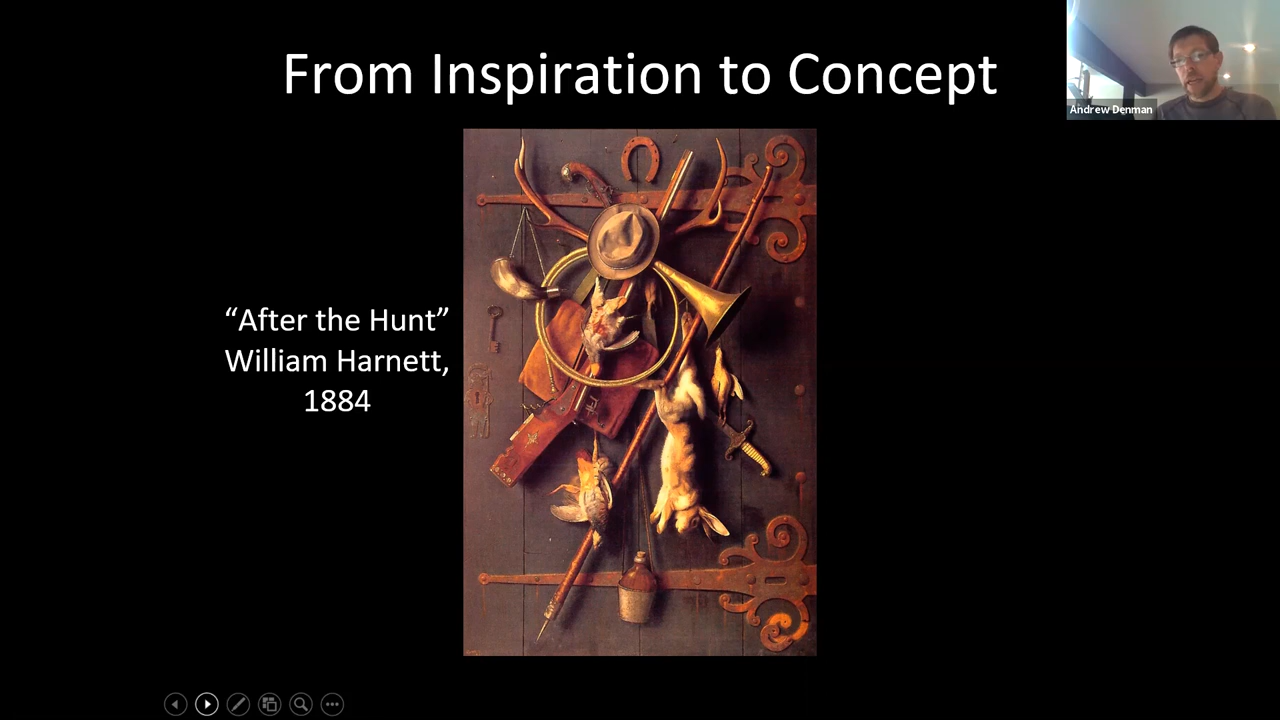 From Inspiration to Concept
Andrew Denman
“After the Hunt”
William Harnett,
1884